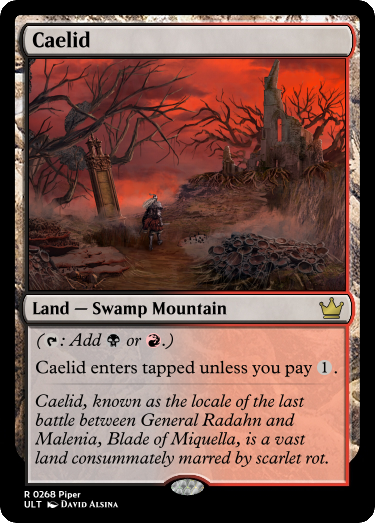 Caelid
Land — Swamp Mountain
(T: Add B or R.)
Caelid enters tapped unless you pay 1.
Caelid, known as the locale of the last
battle between General Radahn and
Malenia, Blade of Miquella, is a vast
land consummately marred by scarlet rot.
R 0268 Piper
ULT David Alsina